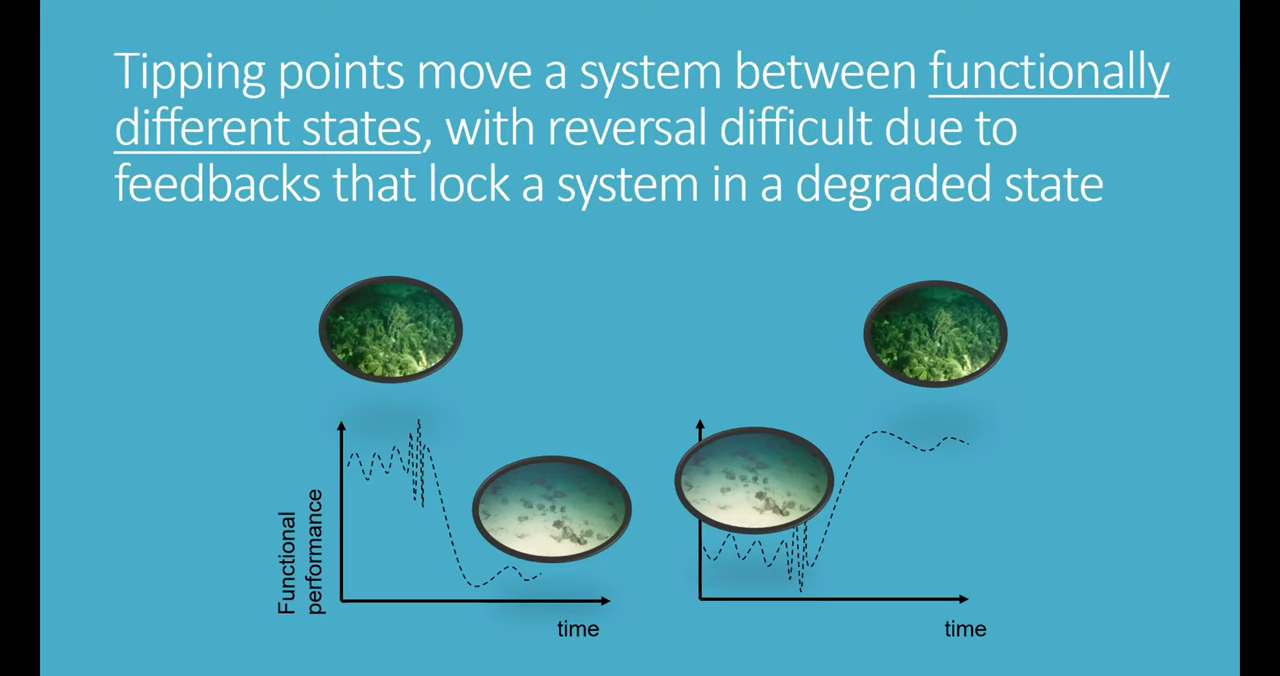 Tipping points move a system between functionally
different states, with reversal difficult due to
feedbacks that lock a system in a degraded state
Functional
performance
time
time